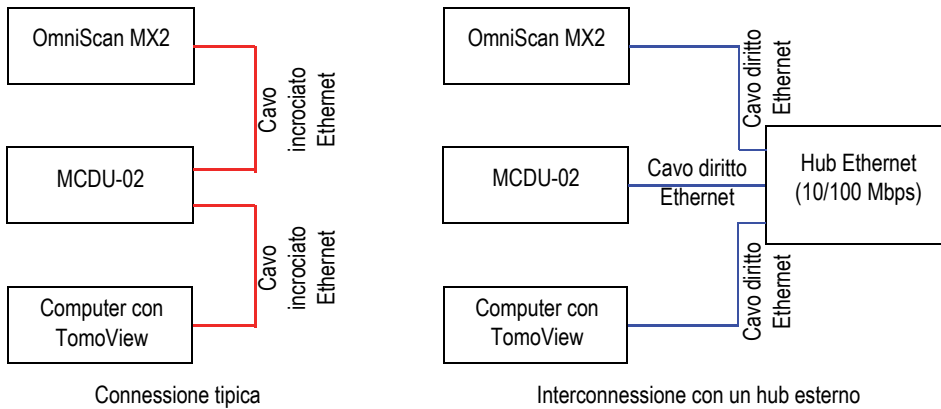 OmniScan MX2
Cavo
incrociato
Ethernet
MCDU-02
Cavo
incrociato
Ethernet
Computer con
TomoView
Connessione tipica
OmniScan MX2
Cavo diritto
Ethernet
MCDU-02
Cavo diritto
Ethernet
Hub Ethernet
(10/100 Mbps)
Cavo diritto
Ethernet
Computer con
TomoView
Interconnessione con un hub esterno